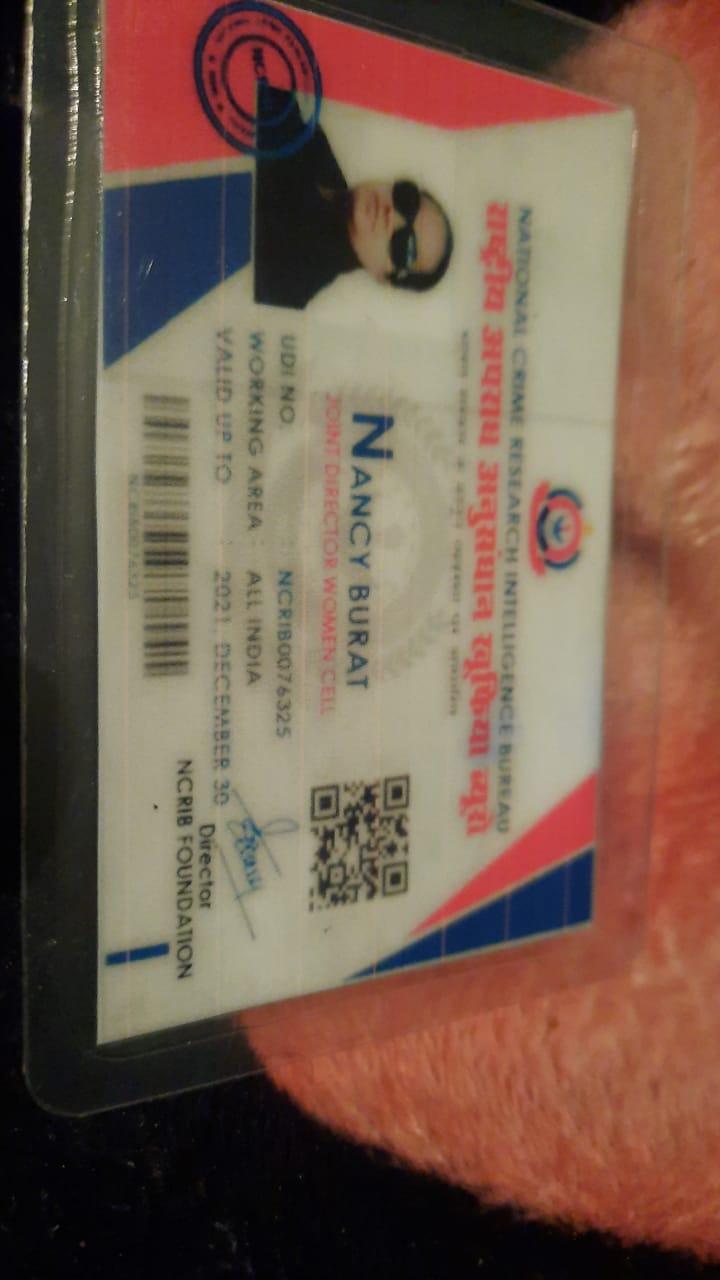 NATIONAL CRIME RESEARCH INTELLIGENCE BUREAU
राष्ट्रीय अपराध अनुसंधान खुफिया ब्यूरो
NANCY BURAT
JOINT DIRECTOR WOMEN CELL
UDI NO. : NCRIB0076325
WORKING AREA : ALL INDIA
VALID UP TO : 2021 DECEMBER 30
NCRIB0076325
Director
NCRIB FOUNDATION